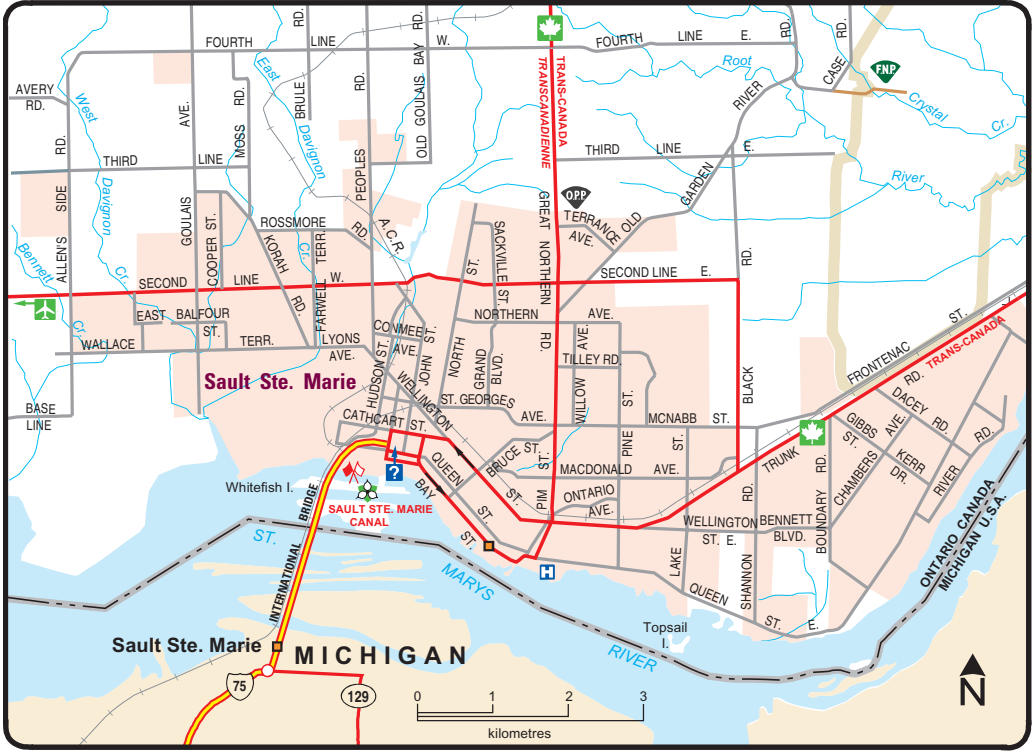 FOURTH LINE W.
FOURTH LINE E.
RD.
RD.
RD.
RD.
AVERY
RD.
West
Davignon
Cr.
East
Davignon
Cr.
BRULE
RD.
PEOPLES
RD.
OLD GOULAIS BAY RD.
MOSS
RD.
GOULAIS
AVE.
TRANS-CANADA
TRANSCANADIENNE
Root
River
CASE
RD.
F.N.P.
Crystal
Cr.
THIRD LINE
THIRD LINE E.
OLD GARDEN RIVER
RD.
O.P.P.
ALLEN'S SIDE RD.
COOPER ST.
ROSSMORE
RD.
KORAH
RD.
FARWELL TERR.
A.C.R.
SACKVILLE ST.
GREAT NORTHERN RD.
TERRANCE
AVE.
Bennett
Cr.
SECOND LINE W.
SECOND LINE E.
EAST BALFOUR
ST.
WALLACE TERR.
LYONS
AVE.
CONMEE
AVE.
HUDSON ST.
JOHN ST.
NORTH ST.
GRAND
BLVD.
NORTHERN AVE.
TILLEY RD.
WILLOW AVE.
PINE ST.
BLACK RD.
FRONTENAC ST.
TRANS-CANADA
Sault Ste. Marie
BASE
LINE
CATHCART ST.
WELLINGTON
ST.
ST. GEORGES AVE.
MCNABB ST.
BRUCE ST.
MACDONALD AVE.
ONTARIO
AVE.
PIM ST.
QUEEN
ST.
BAY
ST.
?
H
TRUNK RD.
DACEY
RD.
GIBBS
ST.
KERR
DR.
CHAMBERS AVE.
RIVER RD.
BOUNDARY RD.
WELLINGTON
ST. E.
BENNETT
BLVD.
LAKE ST.
SHANNON RD.
QUEEN ST. E.
Whitefish I.
SAULT STE. MARIE
CANAL
INTERNATIONAL BRIDGE
ST. MARYS RIVER
Topsail
I.
ONTARIO CANADA
MICHIGAN U.S.A.
Sault Ste. Marie
MICHIGAN
75
129
0 1 2 3
kilometres
N